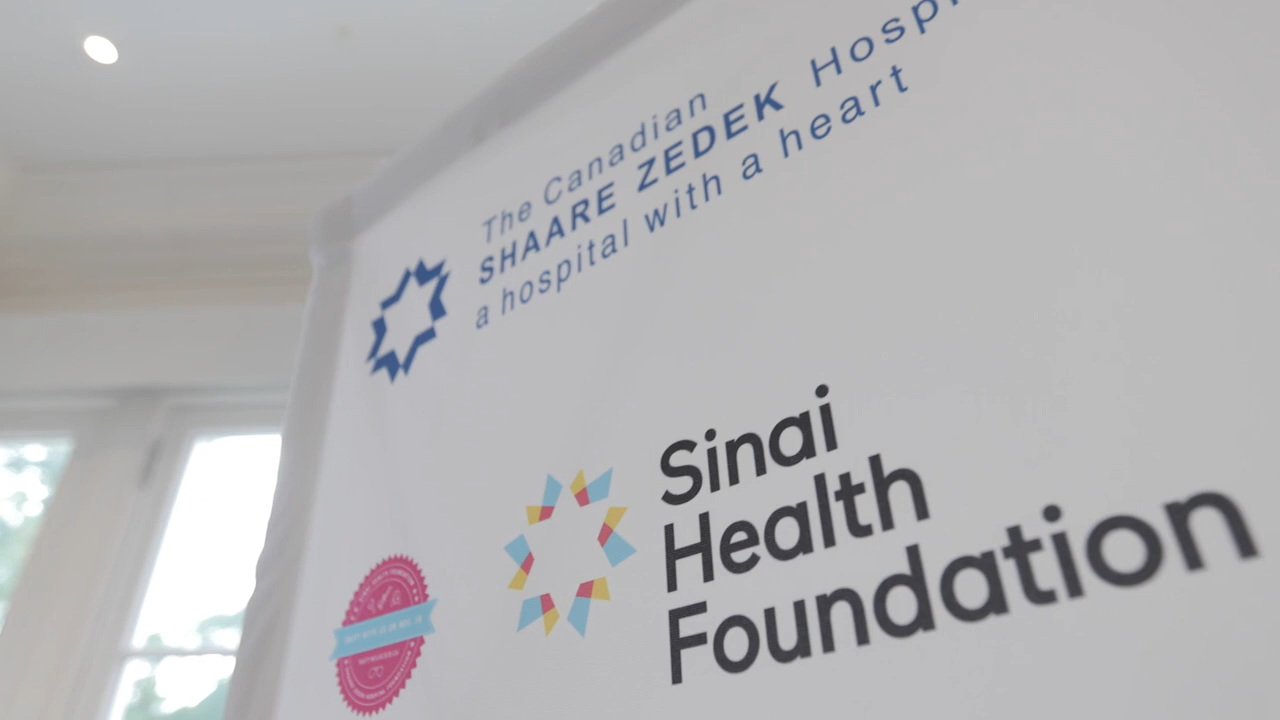 The Canadian
SHAARE ZEDEK Hosp
a hospital with a heart
Sinai
Health
Foundation